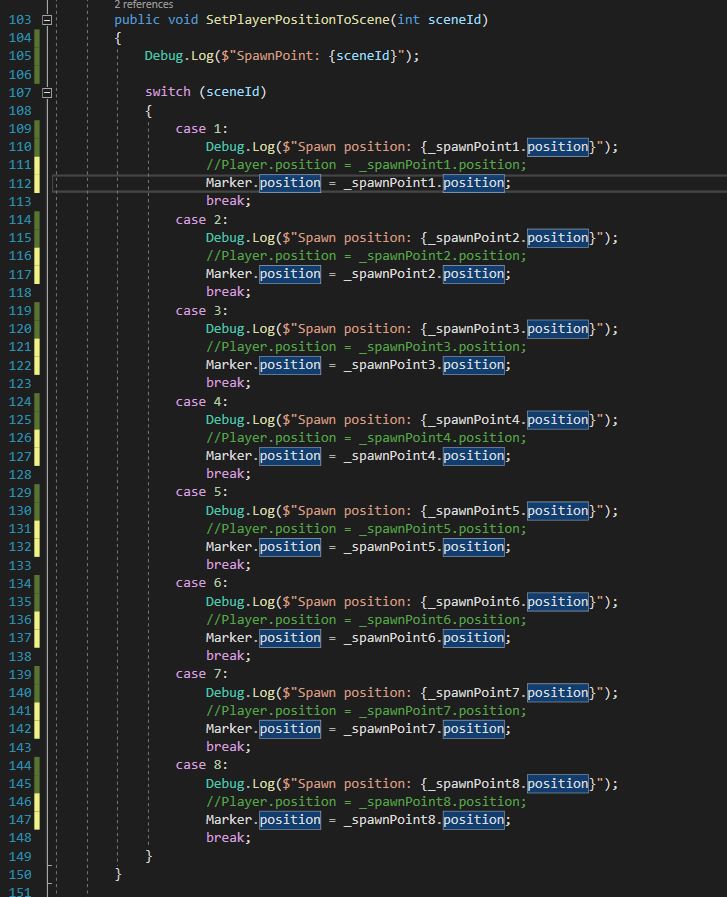 2 references
103 public void SetPlayerPositionToScene(int sceneId)
104 {
105 Debug.Log($"SpawnPoint: {sceneId}");
106
107 switch (sceneId)
108 {
109 case 1:
110 Debug.Log($"Spawn position: {_spawnPoint1.position}");
111 //Player.position = _spawnPoint1.position;
112 Marker.position = _spawnPoint1.position;
113 break;
114 case 2:
115 Debug.Log($"Spawn position: {_spawnPoint2.position}");
116 //Player.position = _spawnPoint2.position;
117 Marker.position = _spawnPoint2.position;
118 break;
119 case 3:
120 Debug.Log($"Spawn position: {_spawnPoint3.position}");
121 //Player.position = _spawnPoint3.position;
122 Marker.position = _spawnPoint3.position;
123 break;
124 case 4:
125 Debug.Log($"Spawn position: {_spawnPoint4.position}");
126 //Player.position = _spawnPoint4.position;
127 Marker.position = _spawnPoint4.position;
128 break;
129 case 5:
130 Debug.Log($"Spawn position: {_spawnPoint5.position}");
131 //Player.position = _spawnPoint5.position;
132 Marker.position = _spawnPoint5.position;
133 break;
134 case 6:
135 Debug.Log($"Spawn position: {_spawnPoint6.position}");
136 //Player.position = _spawnPoint6.position;
137 Marker.position = _spawnPoint6.position;
138 break;
139 case 7:
140 Debug.Log($"Spawn position: {_spawnPoint7.position}");
141 //Player.position = _spawnPoint7.position;
142 Marker.position = _spawnPoint7.position;
143 break;
144 case 8:
145 Debug.Log($"Spawn position: {_spawnPoint8.position}");
146 //Player.position = _spawnPoint8.position;
147 Marker.position = _spawnPoint8.position;
148 break;
149 }
150 }
151